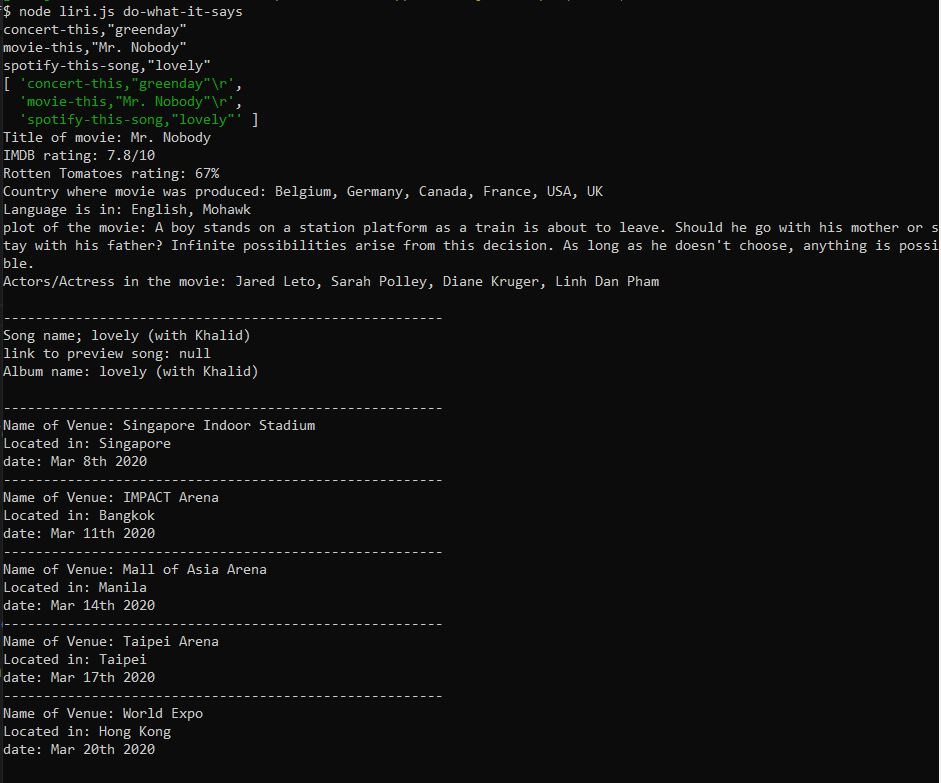 $ node liri.js do-what-it-says
concert-this,"greenday"
movie-this,"Mr. Nobody"
spotify-this-song,"lovely"
[ 'concert-this,"greenday"\r',
  'movie-this,"Mr. Nobody"\r',
  'spotify-this-song,"lovely"' ]
Title of movie: Mr. Nobody
IMDB rating: 7.8/10
Rotten Tomatoes rating: 67%
Country where movie was produced: Belgium, Germany, Canada, France, USA, UK
Language is in: English, Mohawk
plot of the movie: A boy stands on a station platform as a train is about to leave. Should he go with his mother or s
tay with his father? Infinite possibilities arise from this decision. As long as he doesn't choose, anything is possi
ble.
Actors/Actress in the movie: Jared Leto, Sarah Polley, Diane Kruger, Linh Dan Pham

-------------------------------------------------------
Song name; lovely (with Khalid)
link to preview song: null
Album name: lovely (with Khalid)

-------------------------------------------------------
Name of Venue: Singapore Indoor Stadium
Located in: Singapore
date: Mar 8th 2020
-------------------------------------------------------
Name of Venue: IMPACT Arena
Located in: Bangkok
date: Mar 11th 2020
-------------------------------------------------------
Name of Venue: Mall of Asia Arena
Located in: Manila
date: Mar 14th 2020
-------------------------------------------------------
Name of Venue: Taipei Arena
Located in: Taipei
date: Mar 17th 2020
-------------------------------------------------------
Name of Venue: World Expo
Located in: Hong Kong
date: Mar 20th 2020